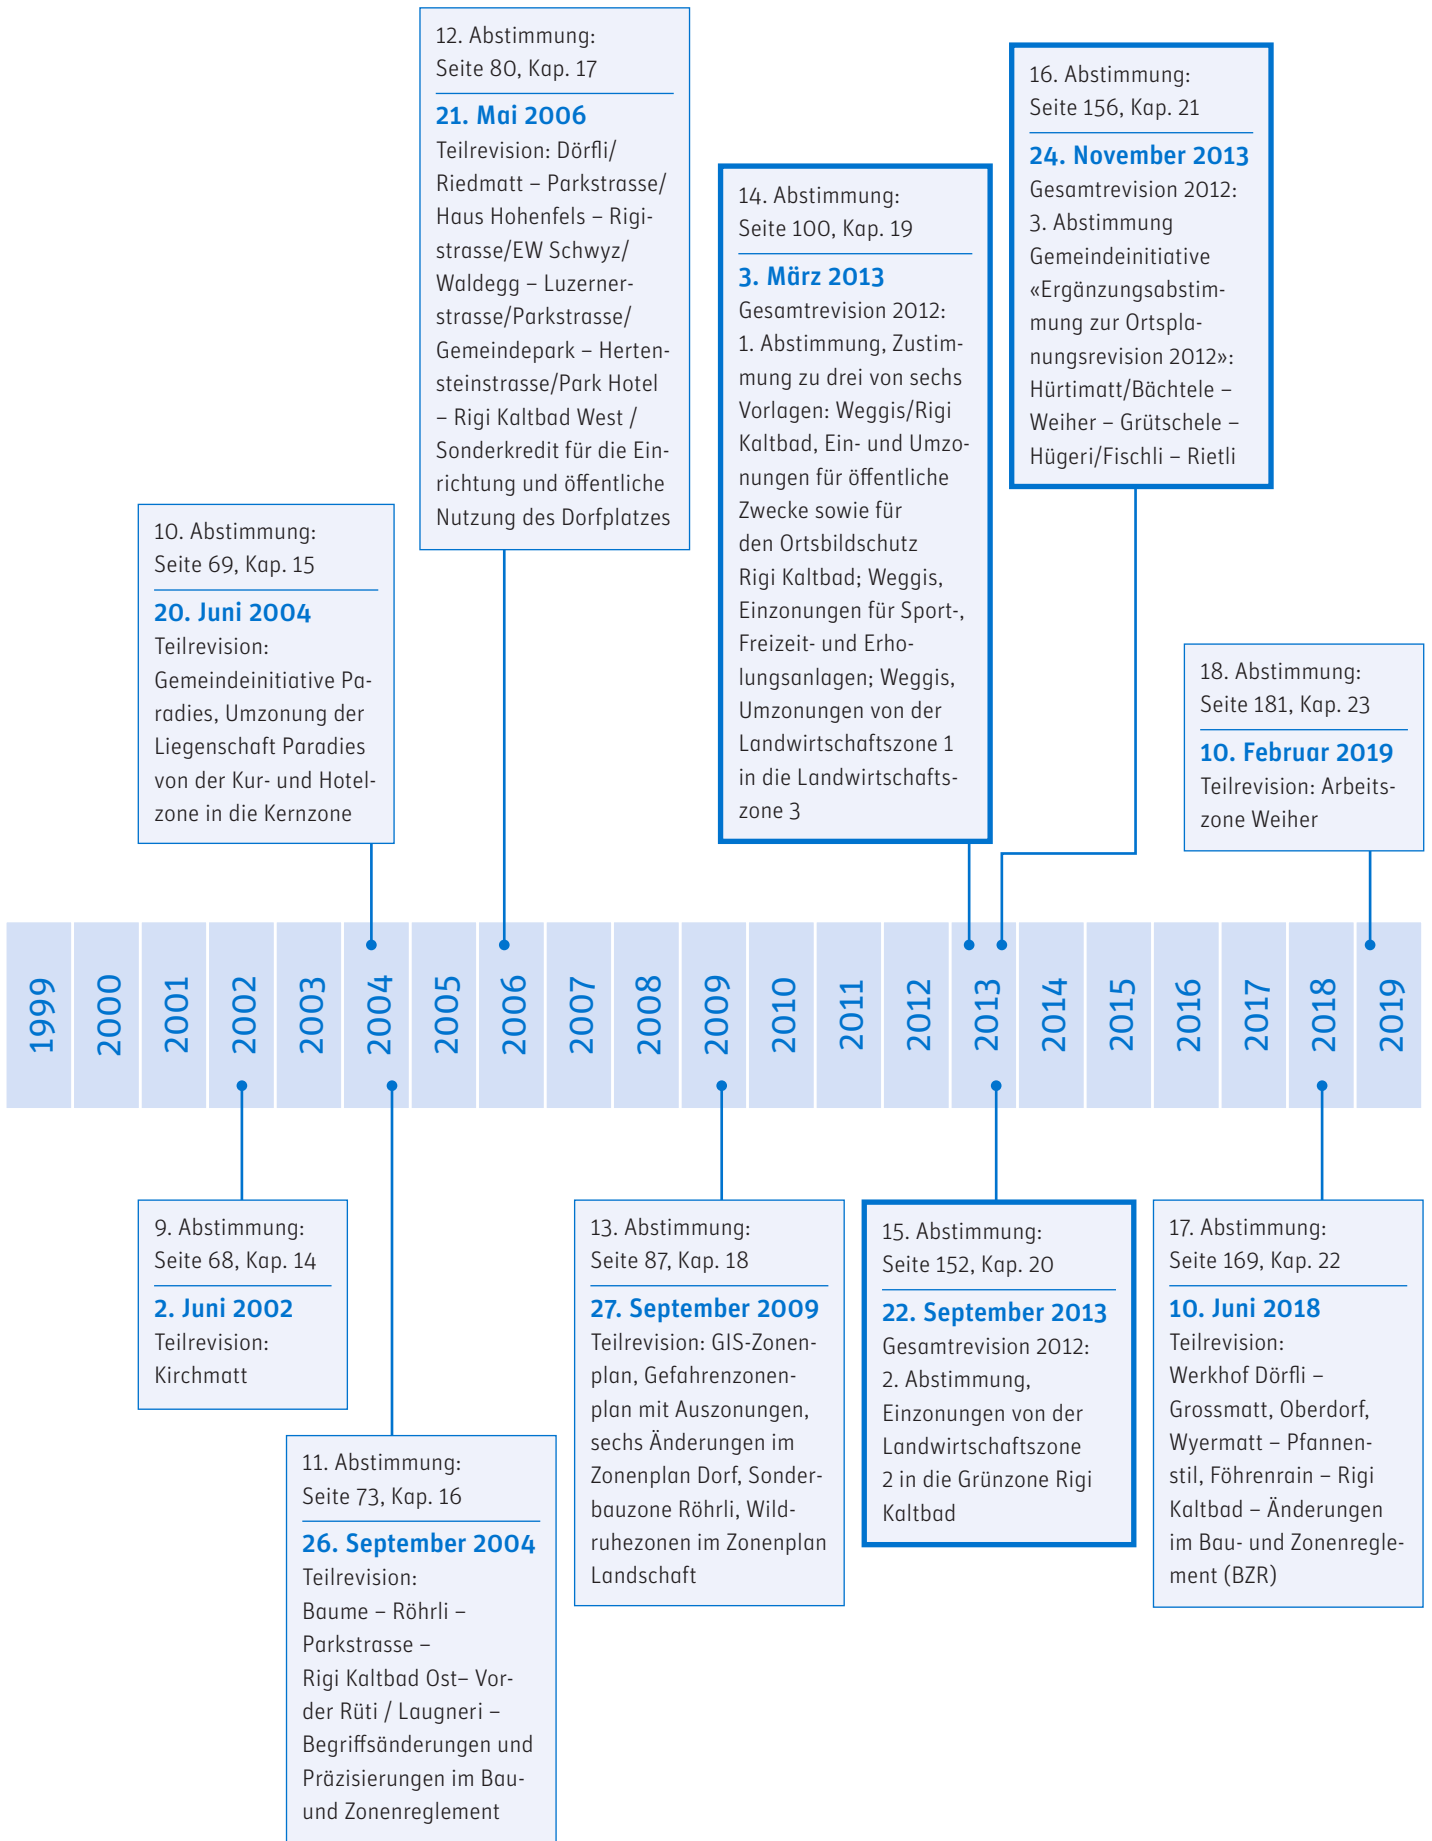 12. Abstimmung:
Seite 80, Kap. 17
21. Mai 2006
Teilrevision: Dörfli/
Riedmatt – Parkstrasse/
Haus Hohenfels – Rigi-
strasse/EW Schwyz/
Waldegg – Luzerner-
strasse/Parkstrasse/
Gemeindepark – Herten-
steinstrasse/Park Hotel
– Rigi Kaltbad West /
Sonderkredit für die Ein-
richtung und öffentliche
Nutzung des Dorfplatzes
16. Abstimmung:
Seite 156, Kap. 21
24. November 2013
Gesamtrevision 2012:
3. Abstimmung
Gemeindeinitiative
«Ergänzungsabstim-
mung zur Ortspla-
nungsrevision 2012»:
Hürtimatt/Bächtele –
Weiher – Grütschele –
Hügeri/Fischli – Rietli
14. Abstimmung:
Seite 100, Kap. 19
3. März 2013
Gesamtrevision 2012:
1. Abstimmung, Zustim-
mung zu drei von sechs
Vorlagen: Weggis/Rigi
Kaltbad, Ein- und Umzo-
nungen für öffentliche
Zwecke sowie für
den Ortsbildschutz
Rigi Kaltbad; Weggis,
Einzonungen für Sport-,
Freizeit- und Erho-
lungsanlagen; Weggis,
Umzonungen von der
Landwirtschaftszone 1
in die Landwirtschafts-
zone 3
10. Abstimmung:
Seite 69, Kap. 15
20. Juni 2004
Teilrevision:
Gemeindeinitiative Pa-
radies, Umzonung der
Liegenschaft Paradies
von der Kur- und Hotel-
zone in die Kernzone
18. Abstimmung:
Seite 181, Kap. 23
10. Februar 2019
Teilrevision: Arbeits-
zone Weiher
1999
2000
2001
2002
2003
2004
2005
2006
2007
2008
2009
2010
2011
2012
2013
2014
2015
2016
2017
2018
2019
9. Abstimmung:
Seite 68, Kap. 14
2. Juni 2002
Teilrevision:
Kirchmatt
11. Abstimmung:
Seite 73, Kap. 16
26. September 2004
Teilrevision:
Baume – Röhrli –
Parkstrasse –
Rigi Kaltbad Ost– Vor-
der Rüti / Laugneri –
Begriffsänderungen und
Präzisierungen im Bau-
und Zonenreglement
13. Abstimmung:
Seite 87, Kap. 18
27. September 2009
Teilrevision: GIS-Zonen-
plan, Gefahrenzonen-
plan mit Auszonungen,
sechs Änderungen im
Zonenplan Dorf, Sonder-
bauzone Röhrli, Wild-
ruhezonen im Zonenplan
Landschaft
15. Abstimmung:
Seite 152, Kap. 20
22. September 2013
Gesamtrevision 2012:
2. Abstimmung,
Einzonungen von der
Landwirtschaftszone
2 in die Grünzone Rigi
Kaltbad
17. Abstimmung:
Seite 169, Kap. 22
10. Juni 2018
Teilrevision:
Werkhof Dörfli –
Grossmatt, Oberdorf,
Wyermatt – Pfannen-
stil, Föhrenrain – Rigi
Kaltbad – Änderungen
im Bau- und Zonenregle-
ment (BZR)